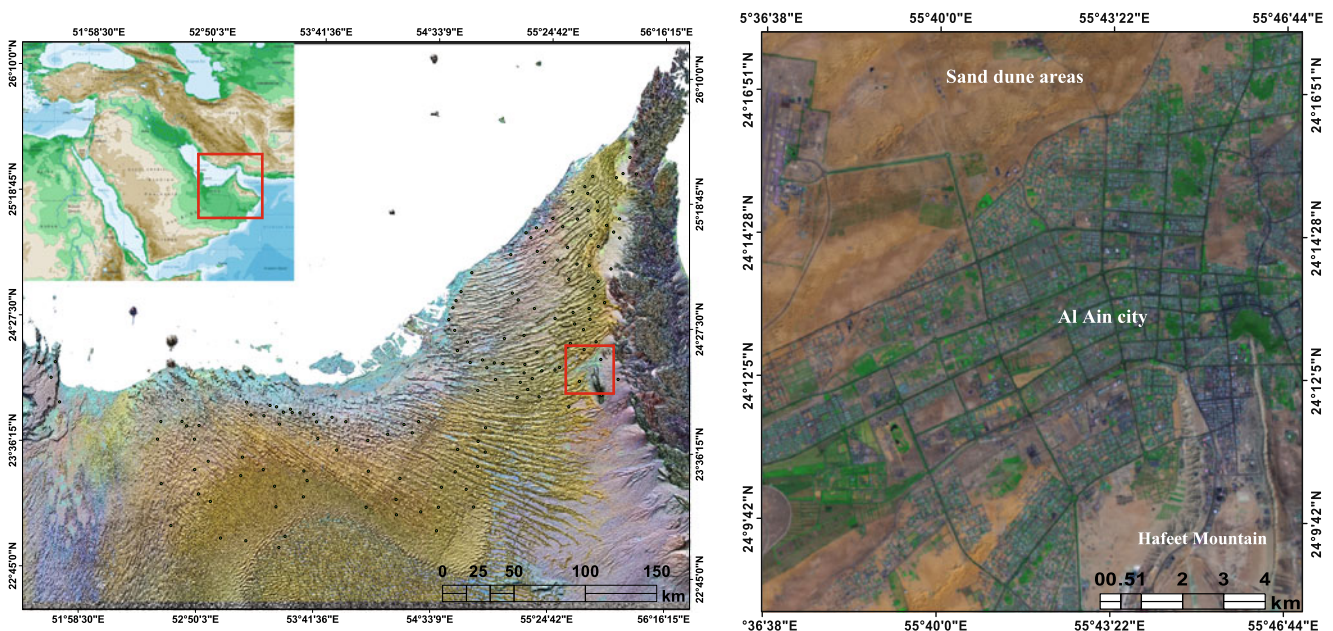 51°58'30"E 52°50'3"E 53°41'36"E 54°33'9"E 55°24'42"E 56°16'15"E
26°10'0"N
25°18'45"N
24°27'30"N
23°36'15"N
22°45'0"N
26°10'0"N
25°18'45"N
24°27'30"N
23°36'15"N
22°45'0"N
0 25 50 100 150
km
51°58'30"E 52°50'3"E 53°41'36"E 54°33'9"E 55°24'42"E 56°16'15"E
5°36'38"E 55°40'0"E 55°43'22"E 55°46'44"E
24°16'51"N
24°14'28"N
24°12'5"N
24°9'42"N
Sand dune areas
Al Ain city
Hafeet Mountain
00.51 2 3 4
km
24°16'51"N
24°14'28"N
24°12'5"N
24°9'42"N
°36'38"E 55°40'0"E 55°43'22"E 55°46'44"E